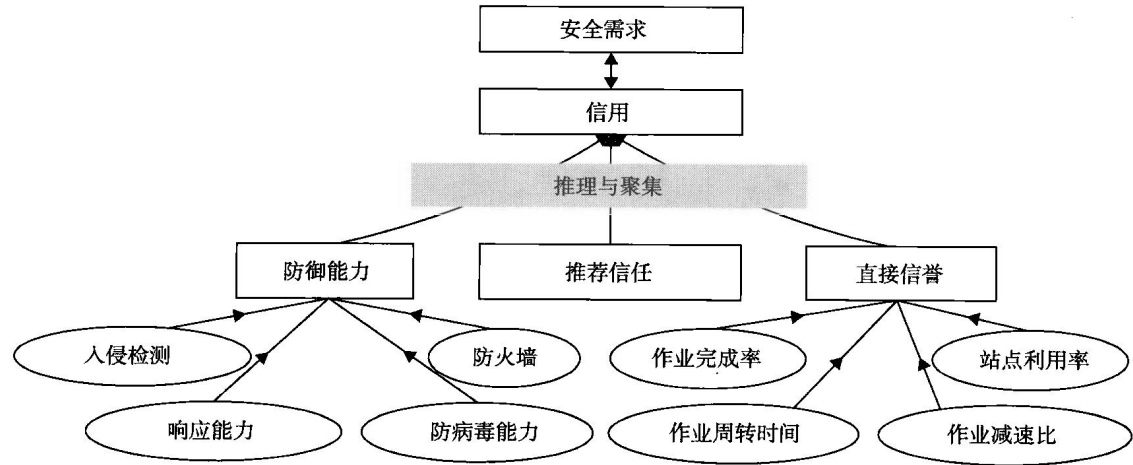 安全需求
信用
推理与聚集
防御能力
推荐信任
直接信誉
入侵检测
防火墙
作业完成率
站点利用率
响应能力
防病毒能力
作业周转时间
作业减速比